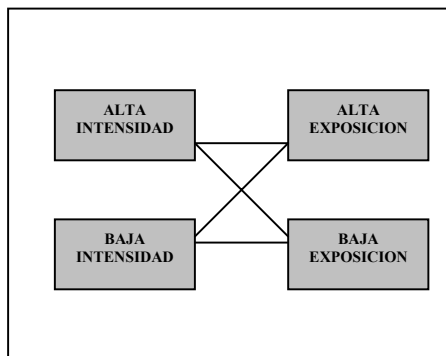 ALTA
INTENSIDAD
ALTA
EXPOSICION
BAJA
INTENSIDAD
BAJA
EXPOSICION